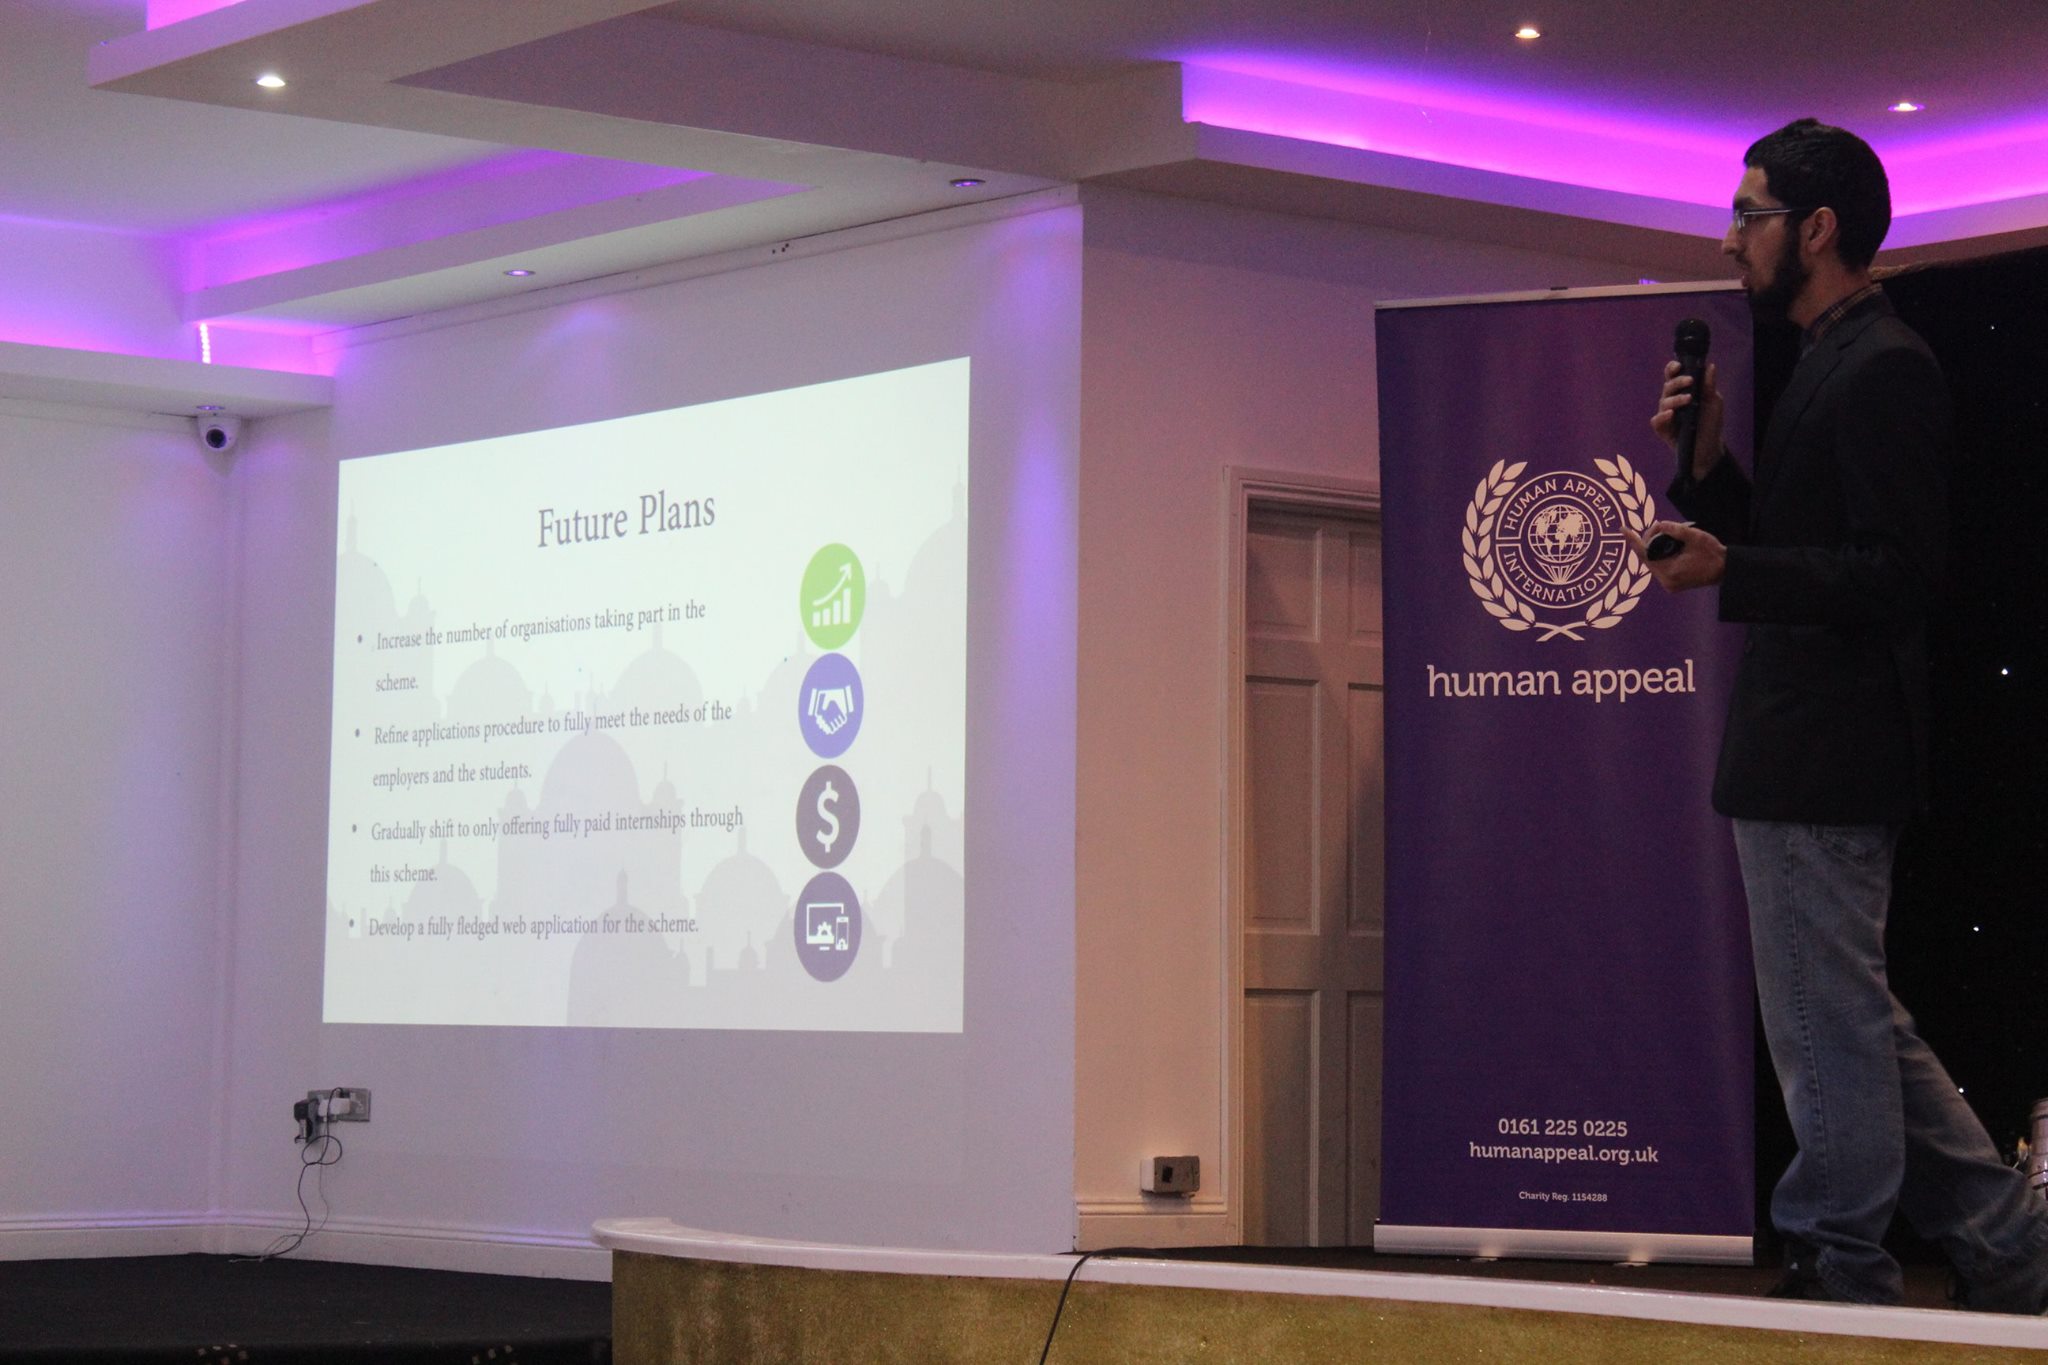 Future Plans
• Increase the number of organisations taking part in the
scheme.
• Refine applications procedure to fully meet the needs of the
employers and the students.
• Gradually shift to only offering fully paid internships through
this scheme.
• Develop a fully fledged web application for the scheme.
$
HUMAN APPEAL
INTERNATIONAL
human appeal
0161 225 0225
humanappeal.org.uk
Charity Reg. 1154288